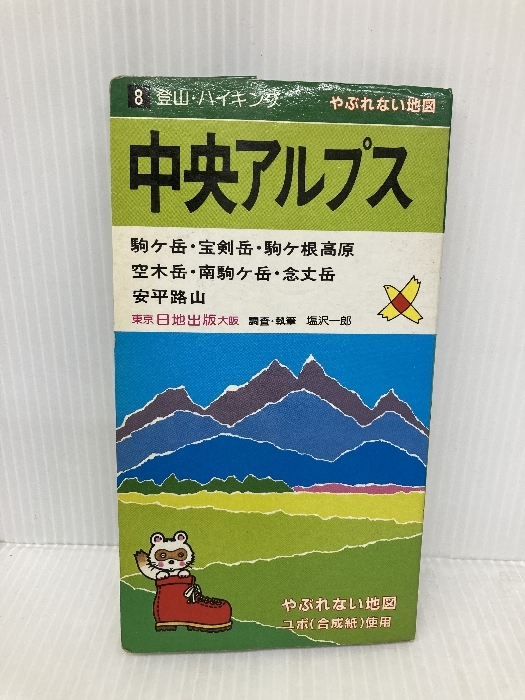 8 登山・ハイキング やぶれない地図
中央アルプス
駒ケ岳・宝剣岳・駒ケ根高原
空木岳・南駒ケ岳・念丈岳
安平路山
東京日地出版大阪 調査・執筆 塩沢一郎
やぶれない地図
ユポ(合成紙)使用